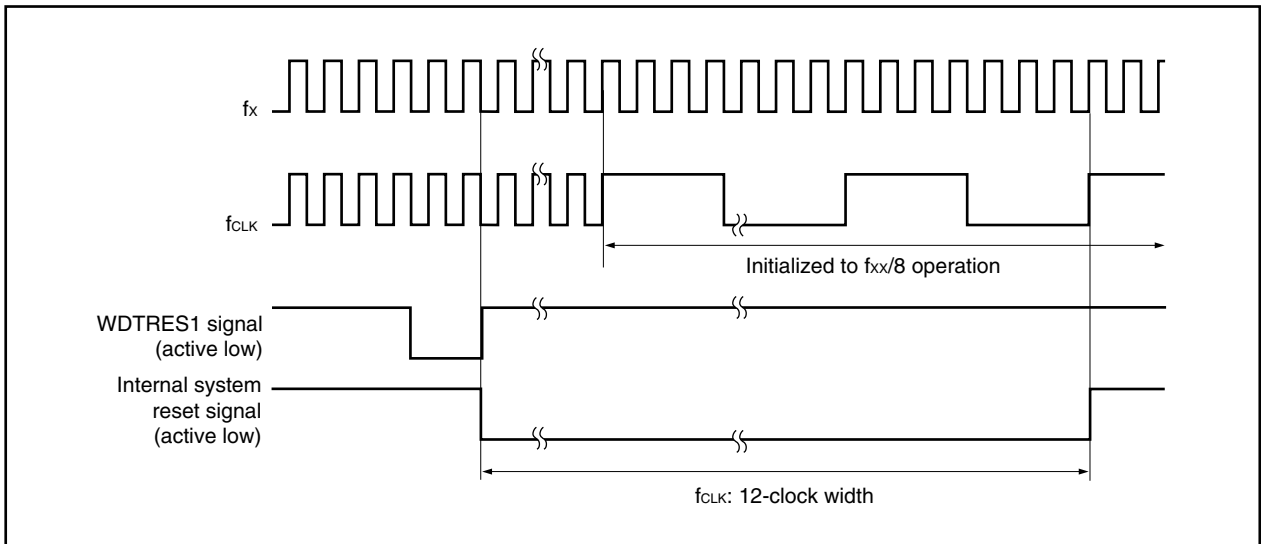 fX
fCLK
Initialized to fXX/8 operation
WDTRES1 signal
(active low)
Internal system
reset signal
(active low)
fCLK: 12-clock width